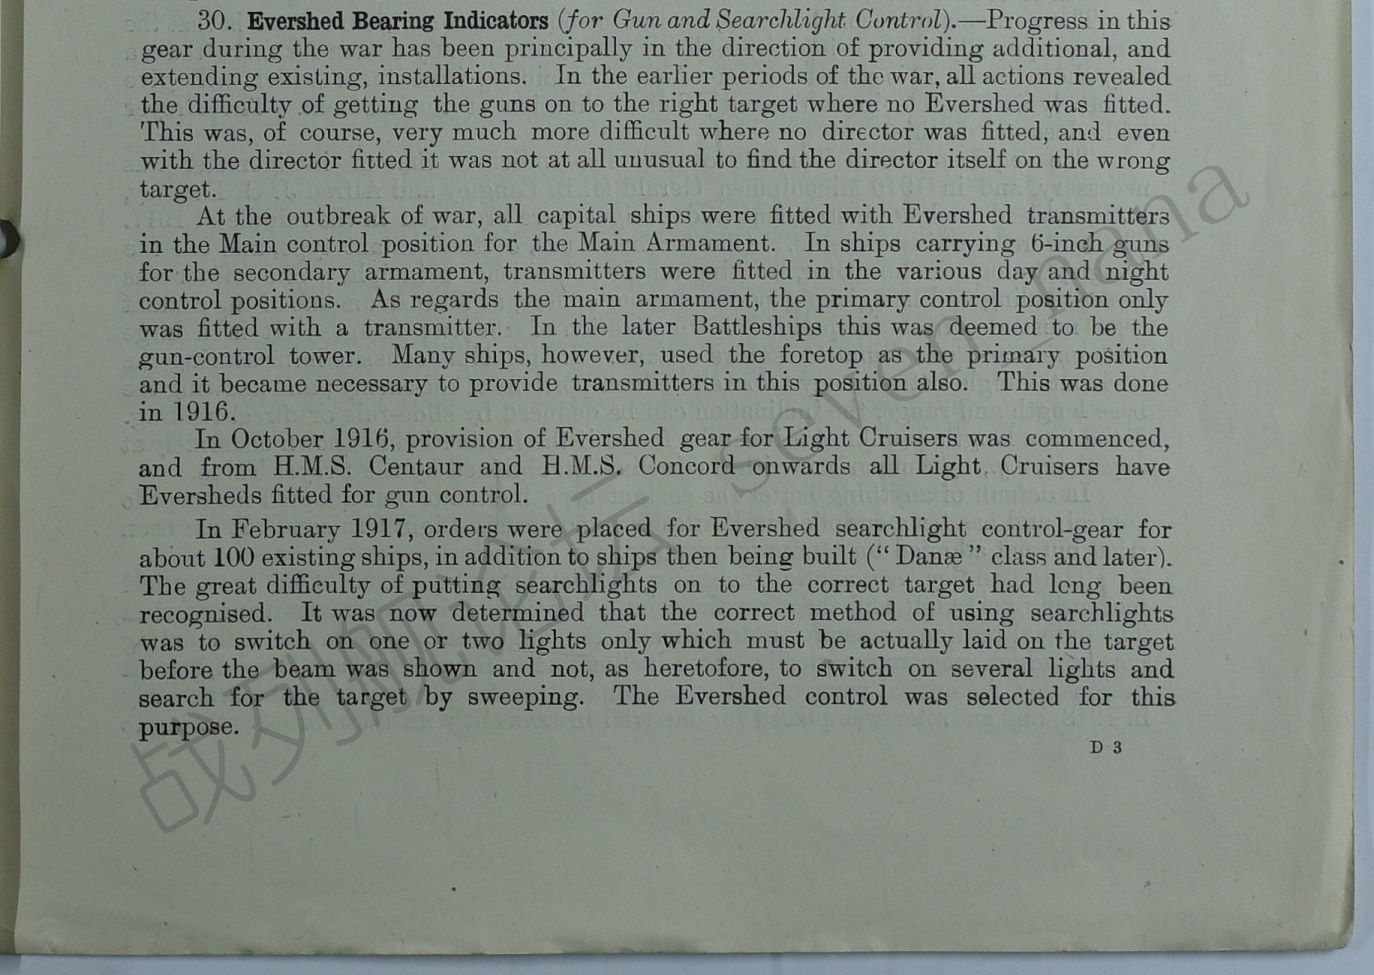 30. Evershed Bearing Indicators (for Gun and Searchlight Control).—Progress in this
gear during the war has been principally in the direction of providing additional, and
extending existing, installations. In the earlier periods of the war, all actions revealed
the difficulty of getting the guns on to the right target where no Evershed was fitted.
This was, of course, very much more difficult where no director was fitted, and even
with the director fitted it was not at all unusual to find the director itself on the wrong
target.
At the outbreak of war, all capital ships were fitted with Evershed transmitters
in the Main control position for the Main Armament. In ships carrying 6-inch guns
for the secondary armament, transmitters were fitted in the various day and night
control positions. As regards the main armament, the primary control position only
was fitted with a transmitter. In the later Battleships this was deemed to be the
gun-control tower. Many ships, however, used the foretop as the primary position
and it became necessary to provide transmitters in this position also. This was done
in 1916.
In October 1916, provision of Evershed gear for Light Cruisers was commenced,
and from H.M.S. Centaur and H.M.S. Concord onwards all Light Cruisers have
Eversheds fitted for gun control.
In February 1917, orders were placed for Evershed searchlight control-gear for
about 100 existing ships, in addition to ships then being built (“Danæ” class and later).
The great difficulty of putting searchlights on to the correct target had long been
recognised. It was now determined that the correct method of using searchlights
was to switch on one or two lights only which must be actually laid on the target
before the beam was shown and not, as heretofore, to switch on several lights and
search for the target by sweeping. The Evershed control was selected for this
purpose.
D 3
战列舰论坛 seven_nana